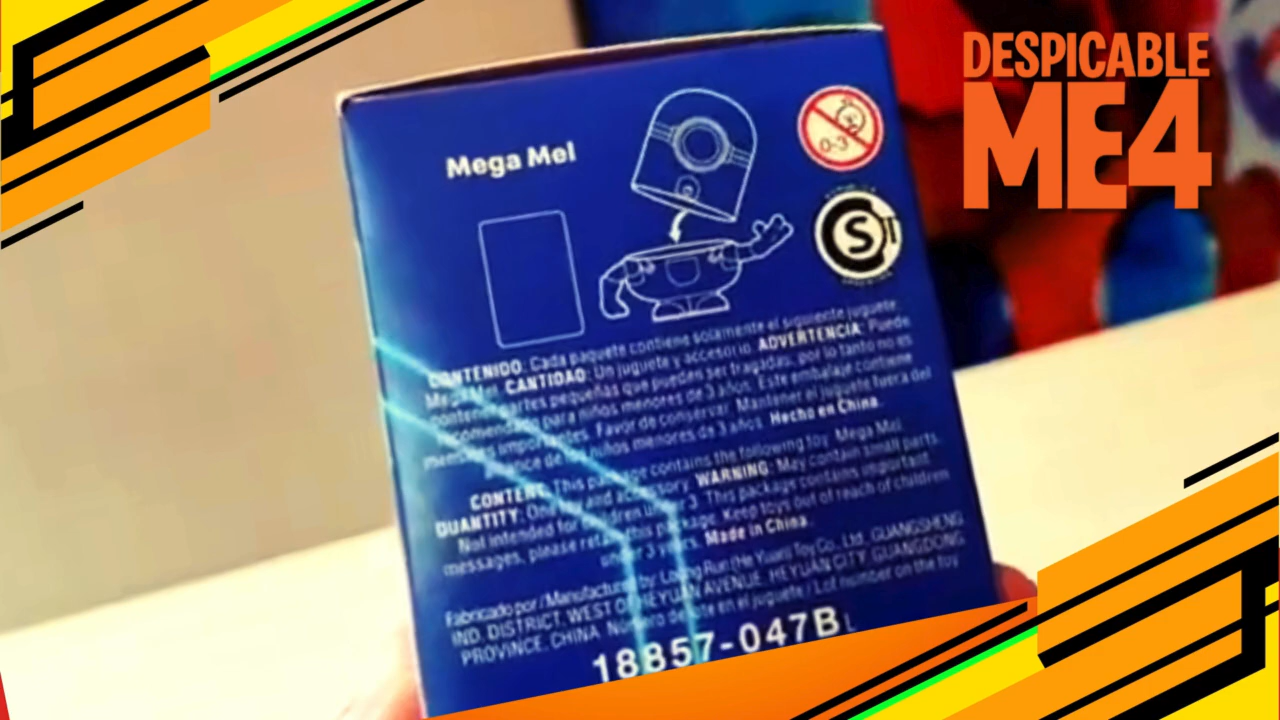 DESPICABLE
ME4
Mega Mel
0-3
S
CONTENIDO: Cada paquete contiene solamente el siguiente juguete:
Mega Mel. CANTIDAD: Un juguete y accesorio. ADVERTENCIA: Puede
contener partes pequeñas que pueden ser tragadas, por lo tanto no es
recomendado para niños menores de 3 años. Este embalaje contiene
mensajes importantes. Favor de conservar. Mantener el juguete fuera del
alcance de los niños menores de 3 años. Hecho en China.
CONTENT: This package contains the following toy: Mega Mel.
QUANTITY: One toy and accessory. WARNING: May contain small parts.
Not intended for children under 3. This package contains important
messages, please retain this package. Keep toys out of reach of children
under 3 years. Made in China.
Fabricado por / Manufactured by: Loving Run (He Yuan) Toy Co., Ltd. GUANGSHENG
IND. DISTRICT, WEST OF HEYUAN AVENUE, HEYUAN CITY, GUANGDONG
PROVINCE, CHINA. Número de lote en el juguete / Lot number on the toy
18857-047B